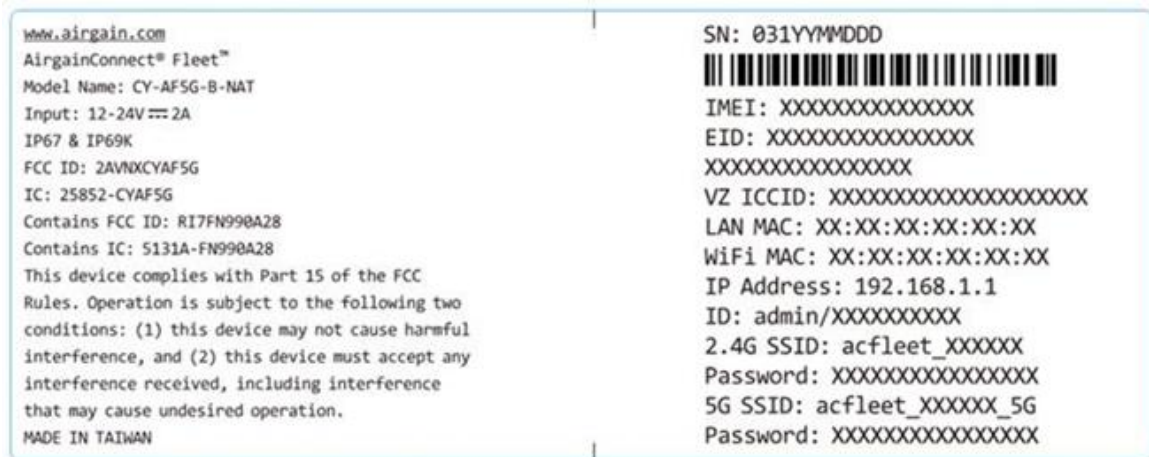 www.airgain.com
AirgainConnect® Fleet™
Model Name: CY-AF5G-B-NAT
Input: 12-24V⎓2A
IP67 & IP69K
FCC ID: 2AVNXCYAF5G
IC: 25852-CYAF5G
Contains FCC ID: RI7FN990A28
Contains IC: 5131A-FN990A28
This device complies with Part 15 of the FCC
Rules. Operation is subject to the following two
conditions: (1) this device may not cause harmful
interference, and (2) this device must accept any
interference received, including interference
that may cause undesired operation.
MADE IN TAIWAN
SN: 031YYMMDDD
IMEI: XXXXXXXXXXXXXXX
EID: XXXXXXXXXXXXXXXX
XXXXXXXXXXXXXXXX
VZ ICCID: XXXXXXXXXXXXXXXXXXXX
LAN MAC: XX:XX:XX:XX:XX:XX
WiFi MAC: XX:XX:XX:XX:XX:XX
IP Address: 192.168.1.1
ID: admin/XXXXXXXXXX
2.4G SSID: acfleet_XXXXXX
Password: XXXXXXXXXXXXXXXX
5G SSID: acfleet_XXXXXX_5G
Password: XXXXXXXXXXXXXXXX